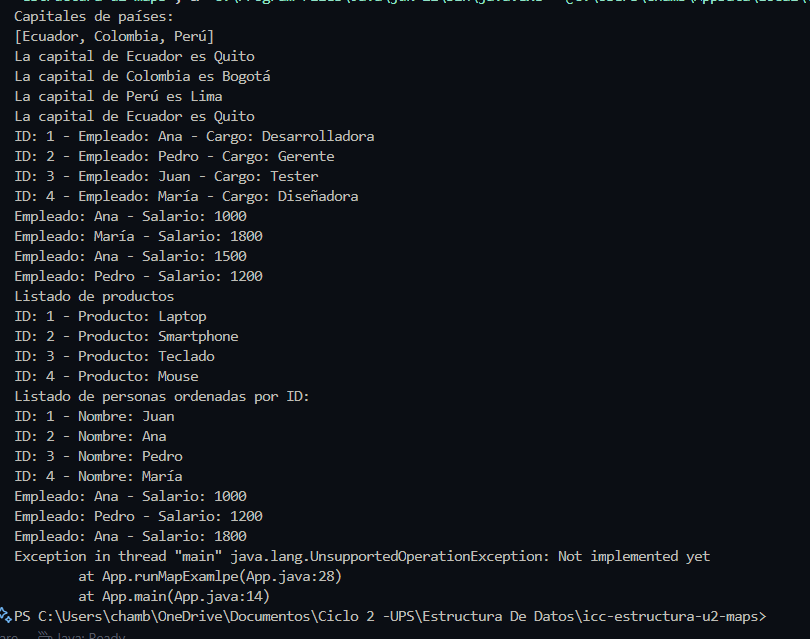 Capitales de países:
[Ecuador, Colombia, Perú]
La capital de Ecuador es Quito
La capital de Colombia es Bogotá
La capital de Perú es Lima
La capital de Ecuador es Quito
ID: 1 - Empleado: Ana - Cargo: Desarrolladora
ID: 2 - Empleado: Pedro - Cargo: Gerente
ID: 3 - Empleado: Juan - Cargo: Tester
ID: 4 - Empleado: María - Cargo: Diseñadora
Empleado: Ana - Salario: 1000
Empleado: María - Salario: 1800
Empleado: Ana - Salario: 1500
Empleado: Pedro - Salario: 1200
Listado de productos
ID: 1 - Producto: Laptop
ID: 2 - Producto: Smartphone
ID: 3 - Producto: Teclado
ID: 4 - Producto: Mouse
Listado de personas ordenadas por ID:
ID: 1 - Nombre: Juan
ID: 2 - Nombre: Ana
ID: 3 - Nombre: Pedro
ID: 4 - Nombre: María
Empleado: Ana - Salario: 1000
Empleado: Pedro - Salario: 1200
Empleado: Ana - Salario: 1800
Exception in thread "main" java.lang.UnsupportedOperationException: Not implemented yet
at App.runMapExamlpe(App.java:28)
at App.main(App.java:14)
PS C:\Users\chamb\OneDrive\Documentos\Ciclo 2 -UPS\Estructura De Datos\icc-estructura-u2-maps>
Java: Ready